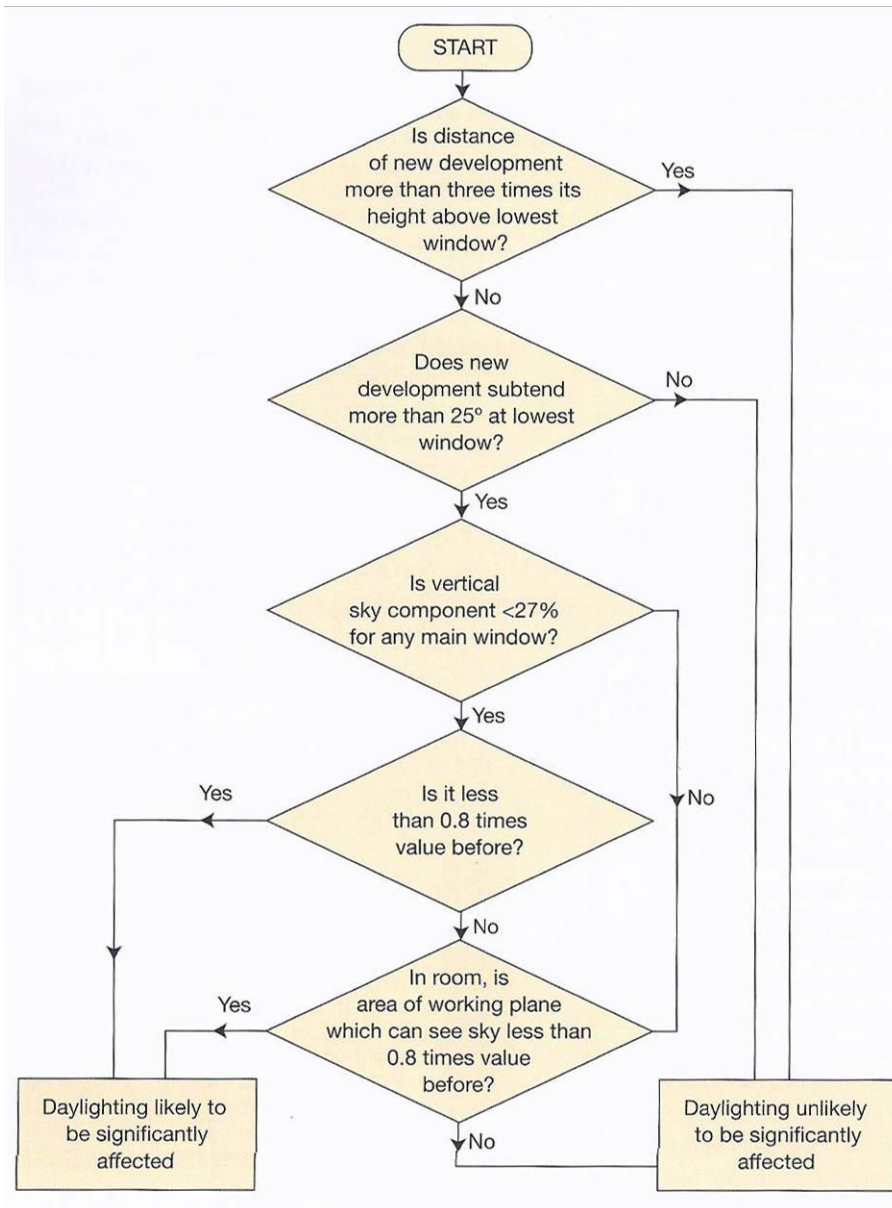 START
Is distance
of new development
more than three times its
height above lowest
window?
Yes
No
Does new
development subtend
more than 25º at lowest
window?
No
Yes
Is vertical
sky component <27%
for any main window?
Yes
No
Is it less
than 0.8 times
value before?
Yes
No
In room, is
area of working plane
which can see sky less than
0.8 times value
before?
Yes
No
Daylighting likely to
be significantly
affected
Daylighting unlikely
to be significantly
affected